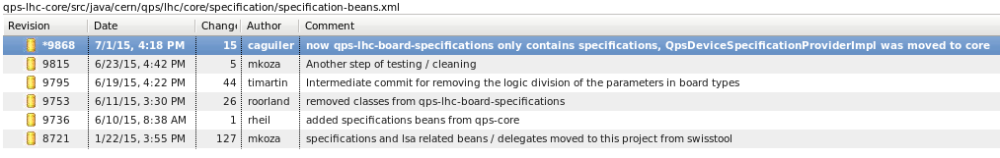 qps-lhc-core/src/java/cern/qps/lhc/core/specification/specification-beans.xml
Revision Date Change Author Comment
*9868 7/1/15, 4:18 PM 15 caguiler now qps-lhc-board-specifications only contains specifications, QpsDeviceSpecificationProviderImpl was moved to core
9815 6/23/15, 4:42 PM 5 mkoza Another step of testing / cleaning
9795 6/19/15, 4:22 PM 44 timartin Intermediate commit for removing the logic division of the parameters in board types
9753 6/11/15, 3:30 PM 26 roorland removed classes from qps-lhc-board-specifications
9736 6/10/15, 8:38 AM 1 rheil added specifications beans from qps-core
8721 1/22/15, 3:55 PM 127 mkoza specifications and lsa related beans / delegates moved to this project from swisstool